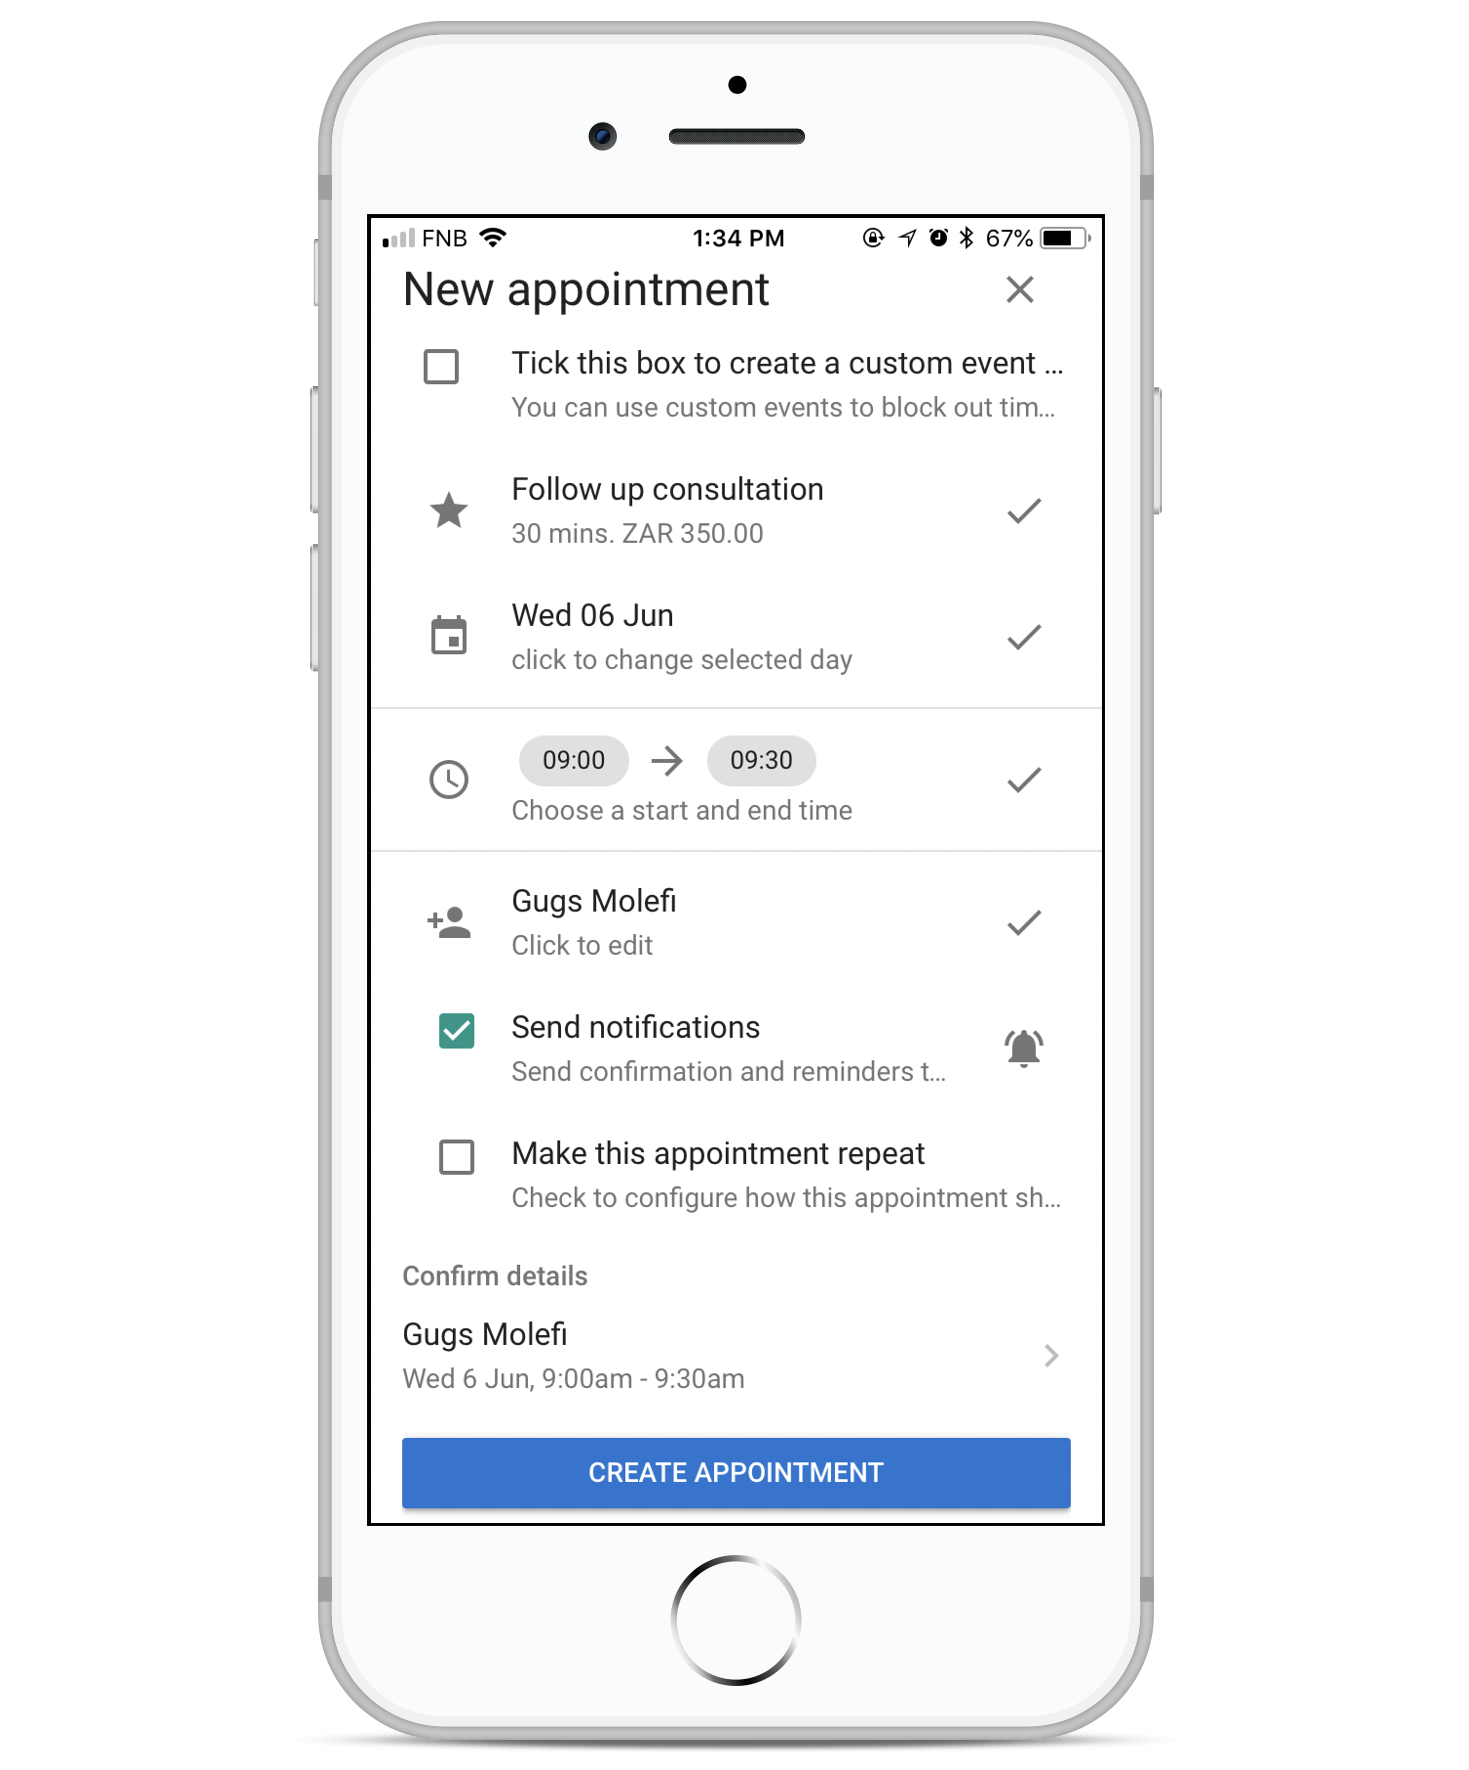 FNB 1:34 PM 67%
New appointment
Tick this box to create a custom event ...
You can use custom events to block out tim...
Follow up consultation
30 mins. ZAR 350.00
Wed 06 Jun
click to change selected day
09:00 09:30
Choose a start and end time
Gugs Molefi
Click to edit
Send notifications
Send confirmation and reminders t...
Make this appointment repeat
Check to configure how this appointment sh...
Confirm details
Gugs Molefi
Wed 6 Jun, 9:00am - 9:30am
CREATE APPOINTMENT